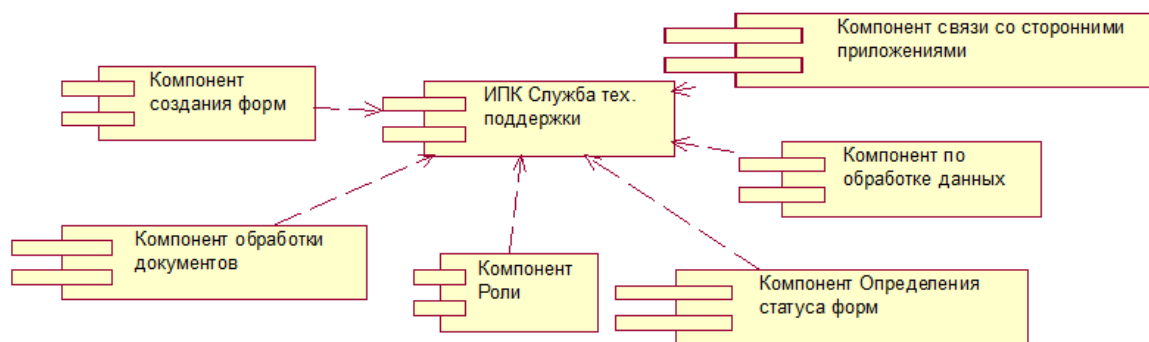 Компонент связи со сторонними
приложениями
Компонент
создания форм
ИПК Служба тех.
поддержки
Компонент по
обработке данных
Компонент обработки
документов
Компонент
Роли
Компонент Определения
статуса форм